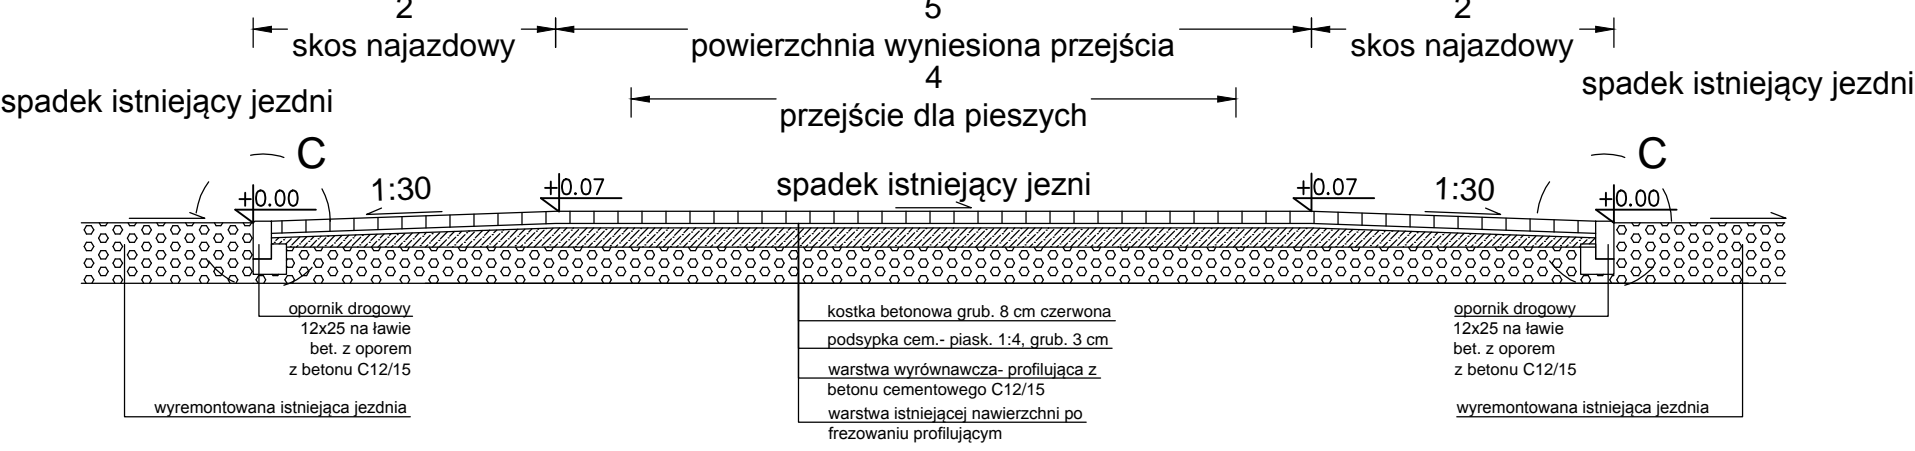 2
skos najazdowy
5
powierzchnia wyniesiona przejścia
2
skos najazdowy
4
przejście dla pieszych
spadek istniejący jezdni
spadek istniejący jezdni
C
C
+0.00
1:30
+0.07
spadek istniejący jezni
+0.07
1:30
+0.00
opornik drogowy
12x25 na ławie
bet. z oporem
z betonu C12/15
wyremontowana istniejąca jezdnia
kostka betonowa grub. 8 cm czerwona
podsypka cem.- piask. 1:4, grub. 3 cm
warstwa wyrównawcza- profilująca z
betonu cementowego C12/15
warstwa istniejącej nawierzchni po
frezowaniu profilującym
opornik drogowy
12x25 na ławie
bet. z oporem
z betonu C12/15
wyremontowana istniejąca jezdnia